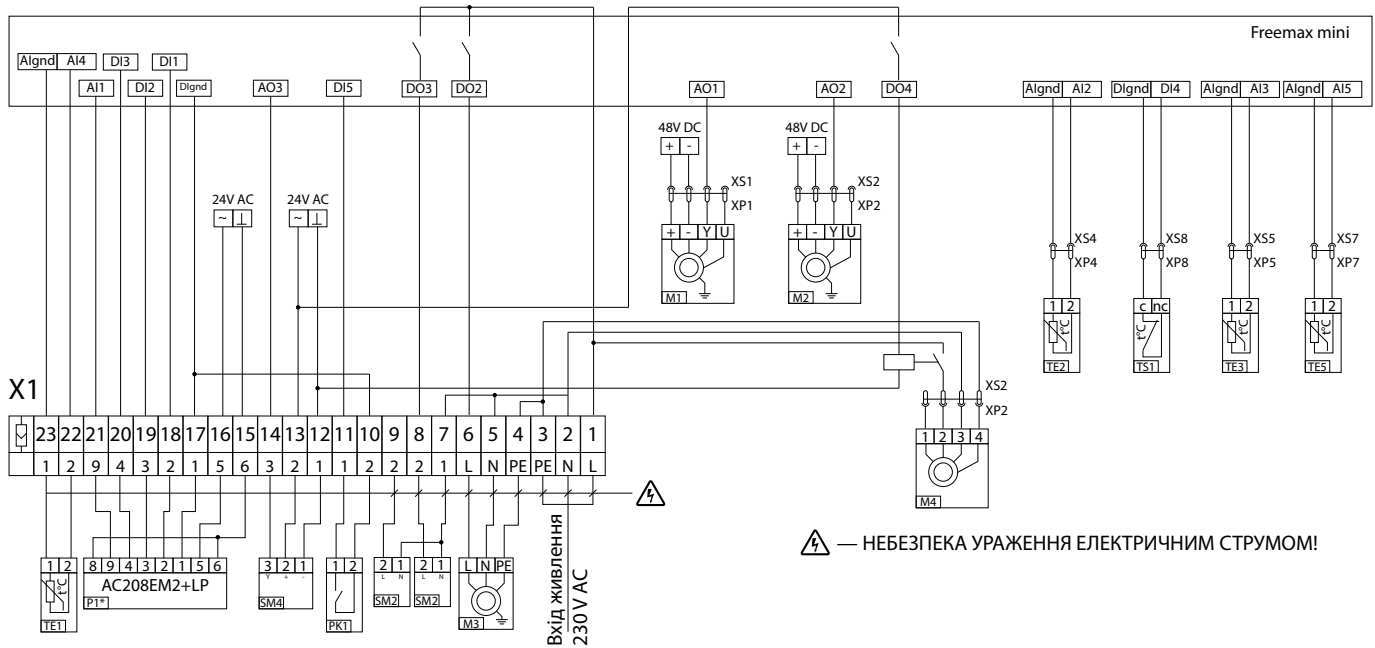 Freemax mini
AIgnd AI4 DI3 DI1
AI1 DI2 DIgnd AO3 DI5 DO3 DO2 AO1 AO2 DO4 AIgnd AI2 DIgnd DI4 AIgnd AI3 AIgnd AI5
48V DC 48V DC
+ - + -
XS1 XS2
XP1 XP2
24V AC 24V AC
~ ⊥ ~ ⊥
+ - Y U + - Y U
M1 M2
XS4 XS8 XS5 XS7
XP4 XP8 XP5 XP7
1 2 c nc 1 2 1 2
t°C t°C t°C t°C
TE2 TS1 TE3 TE5
X1
XS2
XP2
23 22 21 20 19 18 17 16 15 14 13 12 11 10 9 8 7 6 5 4 3 2 1
1 2 9 4 3 2 1 5 6 3 2 1 1 2 2 2 1 L N PE PE N L
1 2 3 4
M4
Вхід живлення
230 V AC
— НЕБЕЗПЕКА УРАЖЕННЯ ЕЛЕКТРИЧНИМ СТРУМОМ!
1 2 8 9 4 3 2 1 5 6 3 2 1 1 2 2 1 2 1 L N PE
Y + - L N L N
t°C AC208EM2+LP
TE1 P1* SM4 PK1 SM2 SM2 M3